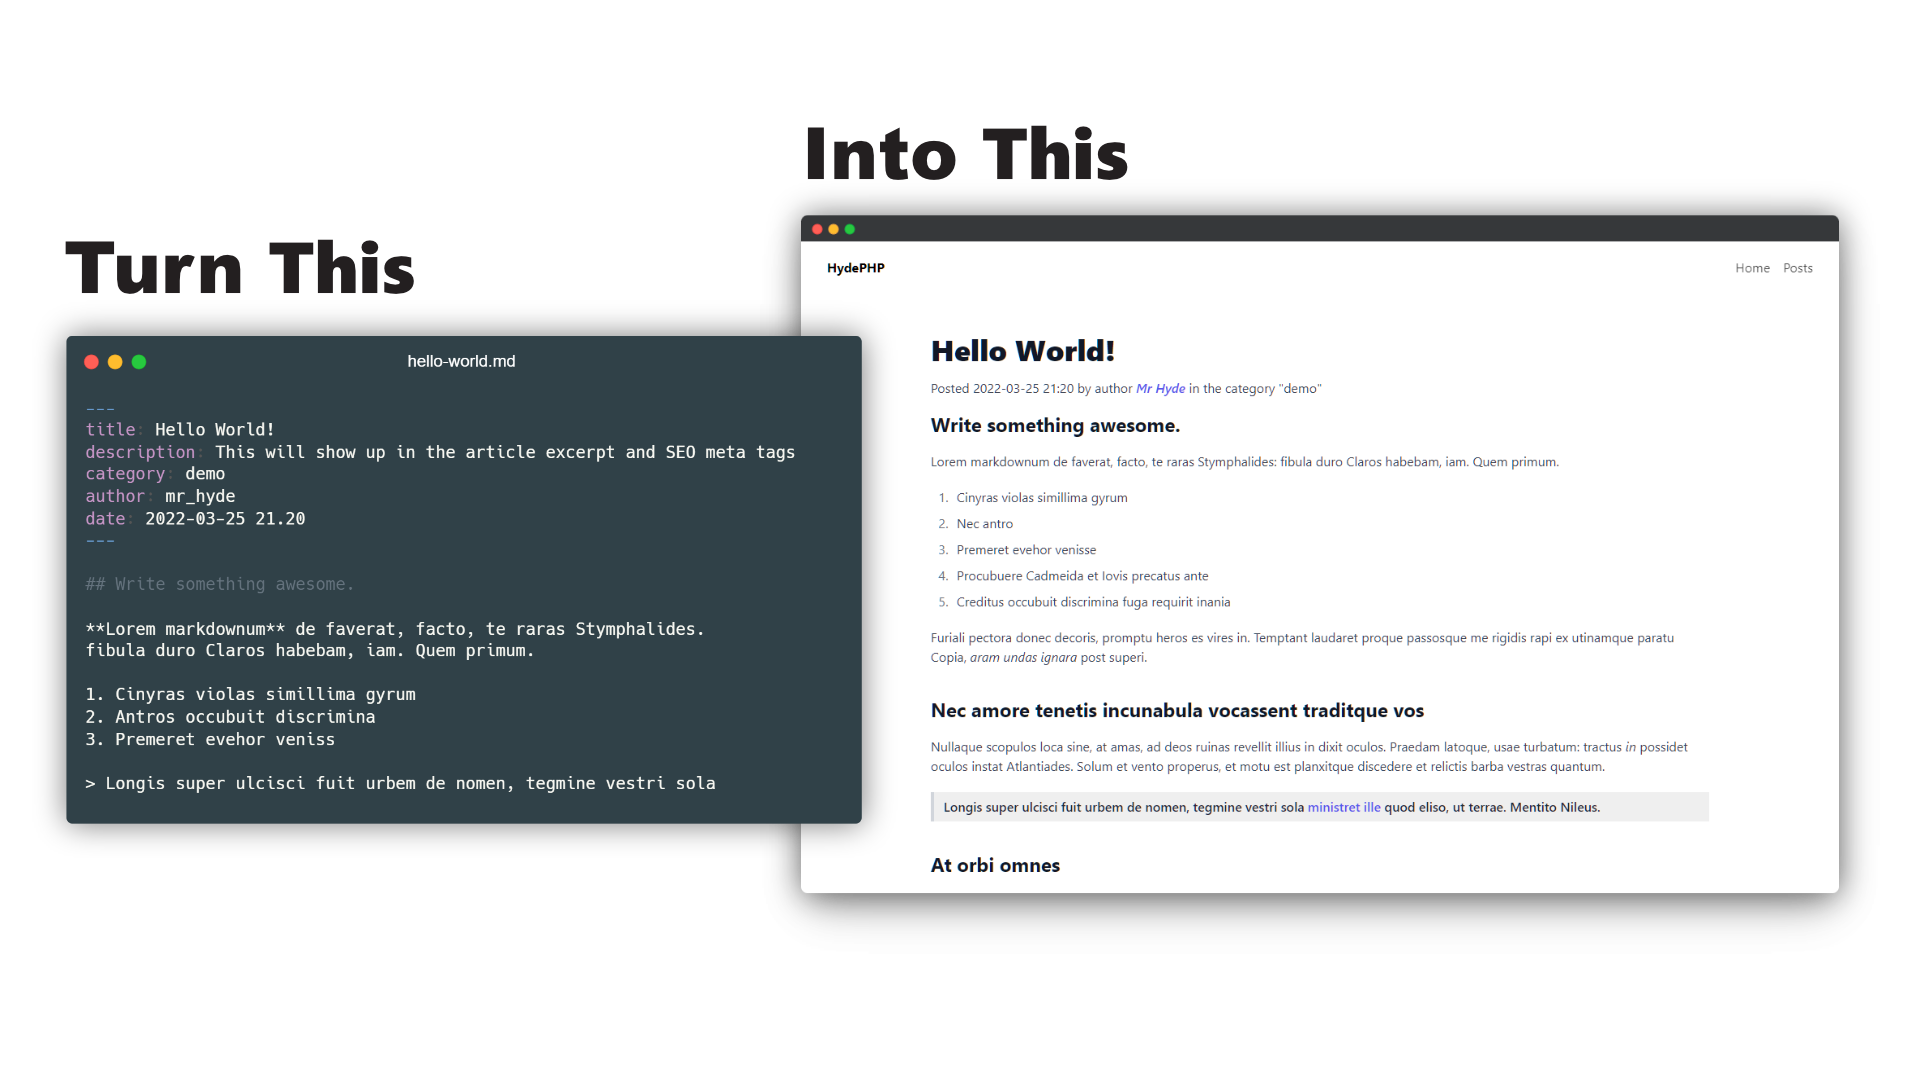 Turn This
hello-world.md
---
title: Hello World!
description: This will show up in the article excerpt and SEO meta tags
category: demo
author: mr_hyde
date: 2022-03-25 21.20
---
## Write something awesome.
**Lorem markdownum** de faverat, facto, te raras Stymphalides.
fibula duro Claros habebam, iam. Quem primum.
1. Cinyras violas simillima gyrum
2. Antros occubuit discrimina
3. Premeret evehor veniss
> Longis super ulcisci fuit urbem de nomen, tegmine vestri sola
Into This
HydePHP
Home Posts
Hello World!
Posted 2022-03-25 21:20 by author Mr Hyde in the category "demo"
Write something awesome.
Lorem markdownum de faverat, facto, te raras Stymphalides: fibula duro Claros habebam, iam. Quem primum.
1. Cinyras violas simillima gyrum
2. Nec antro
3. Premeret evehor venisse
4. Procubuere Cadmeida et Iovis precatus ante
5. Creditus occubuit discrimina fuga requirit inania
Furiali pectora donec decoris, promptu heros es vires in. Temptant laudaret proque passosque me rigidis rapi ex utinamque paratu
Copia, aram undas ignara post superi.
Nec amore tenetis incunabula vocassent traditque vos
Nullaque scopulos loca sine, at amas, ad deos ruinas revellit illius in dixit oculos. Praedam latoque, usae turbatum: tractus in possidet
oculos instat Atlantiades. Solum et vento properus, et motu est planxitque discedere et relictis barba vestras quantum.
Longis super ulcisci fuit urbem de nomen, tegmine vestri sola ministret ille quod eliso, ut terrae. Mentito Nileus.
At orbi omnes